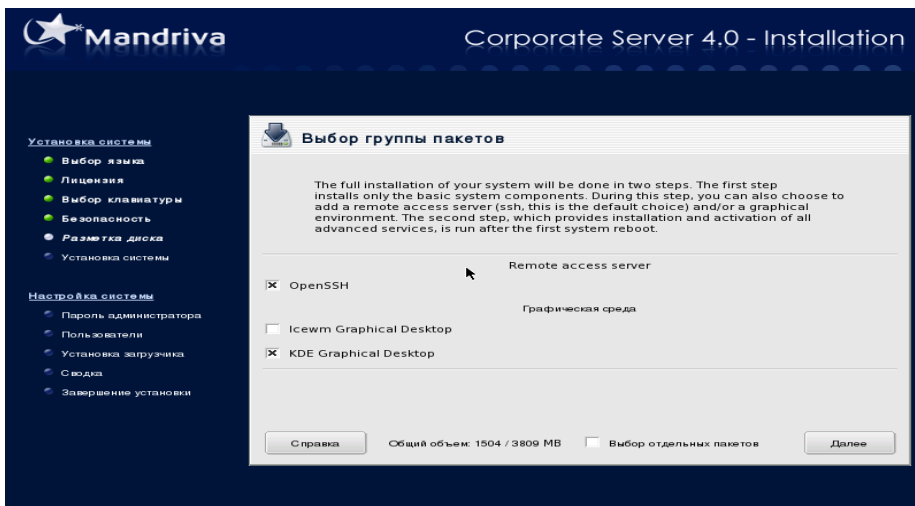 Mandriva
Corporate Server 4.0 - Installation
Установка системы
Выбор языка
Лицензия
Выбор клавиатуры
Безопасность
Разметка диска
Установка системы
Настройка системы
Пароль администратора
Пользователи
Установка загрузчика
Сводка
Завершение установки
Выбор группы пакетов
The full installation of your system will be done in two steps. The first step
installs only the basic system components. During this step, you can also choose to
add a remote access server (ssh, this is the default choice) and/or a graphical
environment. The second step, which provides installation and activation of all
advanced services, is run after the first system reboot.
Remote access server
OpenSSH
Графическая среда
Icewm Graphical Desktop
KDE Graphical Desktop
Справка
Общий объем: 1504 / 3809 MB
Выбор отдельных пакетов
Далее